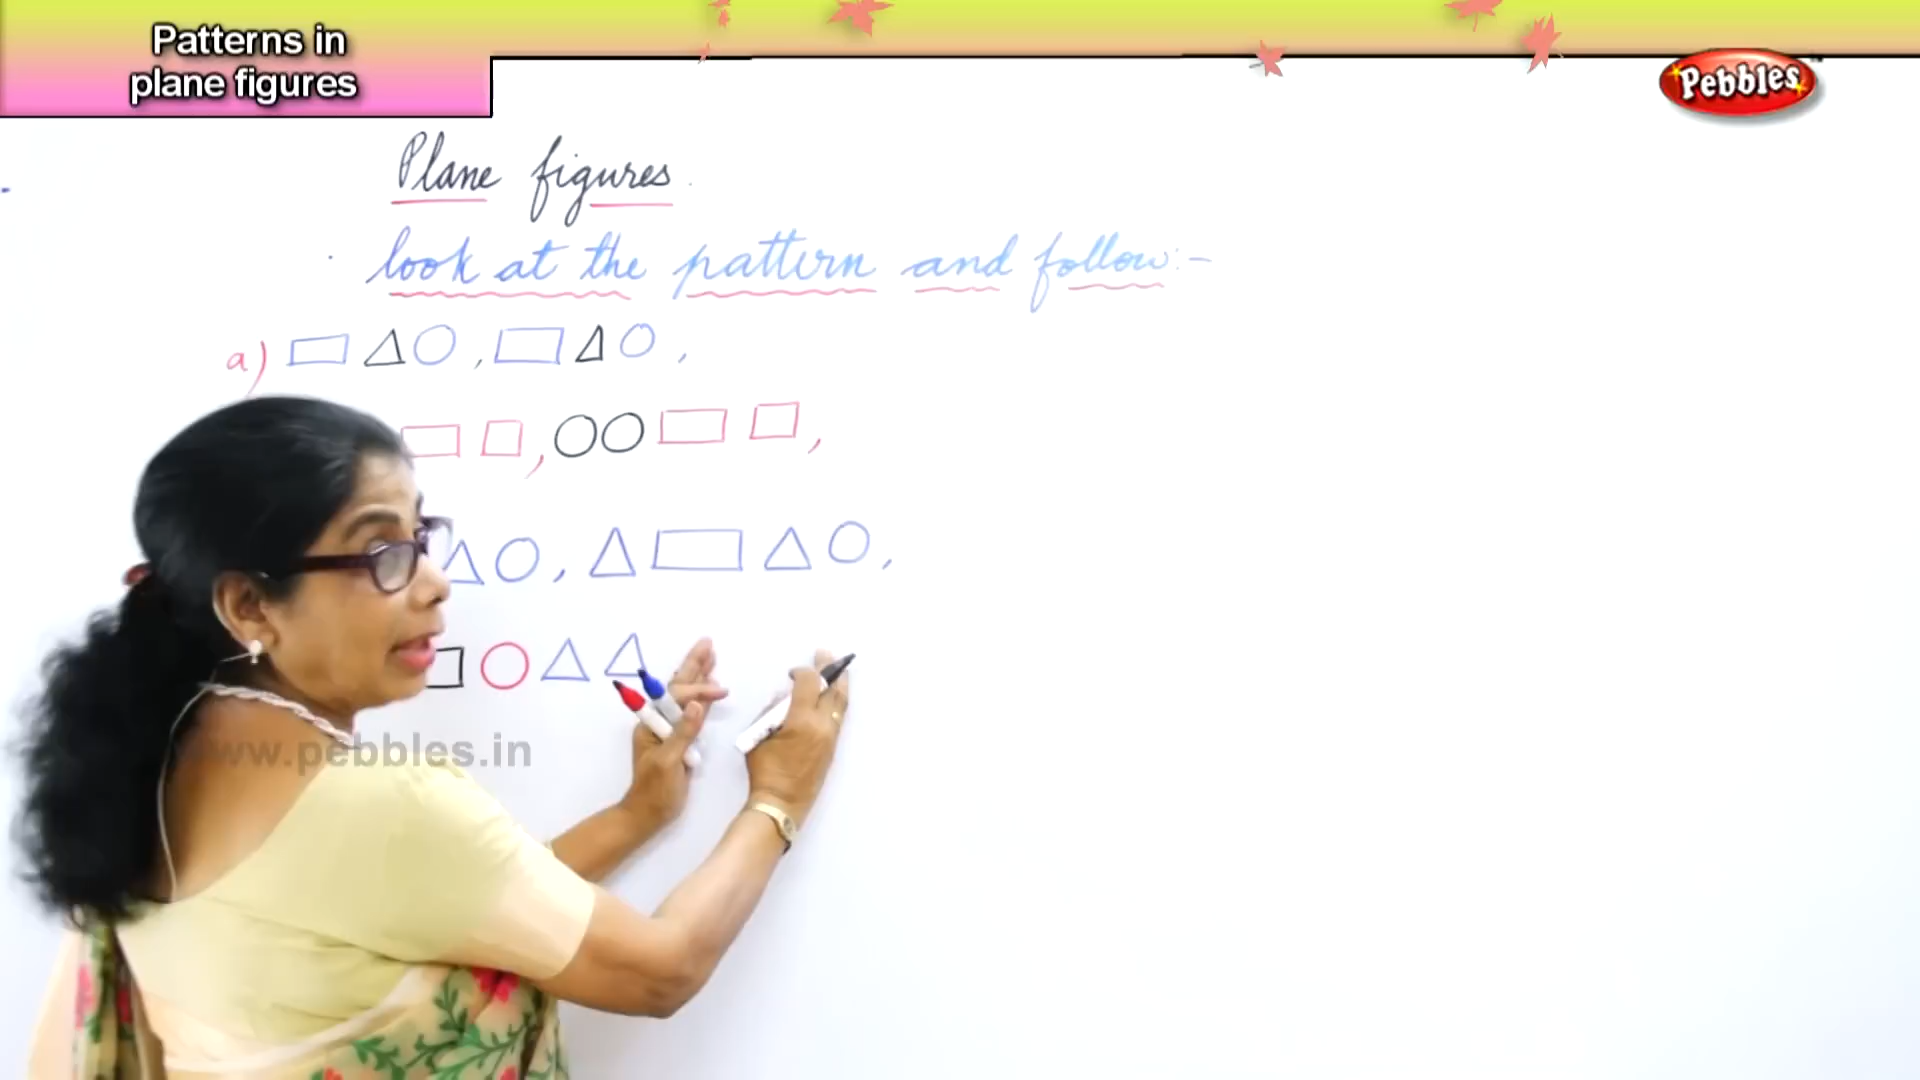 Patterns in
plane figures
Pebbles
Plane figures
look at the pattern and follow:-
a)
www.pebbles.in